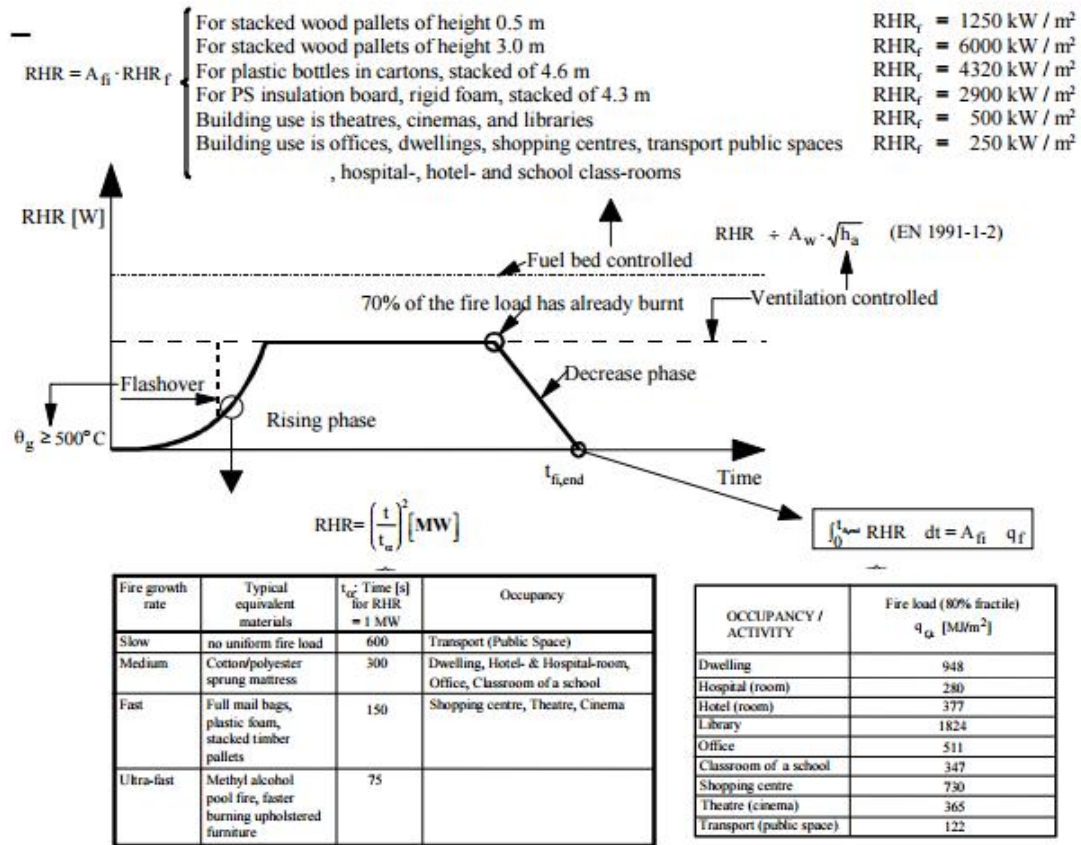 For stacked wood pallets of height 0.5 m RHR_f = 1250 kW / m²
For stacked wood pallets of height 3.0 m RHR_f = 6000 kW / m²
RHR = A_fi · RHR_f
For plastic bottles in cartons, stacked of 4.6 m RHR_f = 4320 kW / m²
For PS insulation board, rigid foam, stacked of 4.3 m RHR_f = 2900 kW / m²
Building use is theatres, cinemas, and libraries RHR_f = 500 kW / m²
Building use is offices, dwellings, shopping centres, transport public spaces RHR_f = 250 kW / m²
, hospital-, hotel- and school class-rooms
RHR [W]
RHR ÷ A_w · √h_a (EN 1991-1-2)
Fuel bed controlled
70% of the fire load has already burnt
Ventilation controlled
Flashover
Decrease phase
Rising phase
θ_g ≥ 500°C
t_fi,end
Time
RHR = (t / t_α)² [MW]
∫₀^t_fi,end RHR dt = A_fi q_f
Fire growth rate | Typical equivalent materials | t_α: Time [s] for RHR = 1 MW | Occupancy
Slow | no uniform fire load | 600 | Transport (Public Space)
Medium | Cotton/polyester sprung mattress | 300 | Dwelling, Hotel- & Hospital-room, Office, Classroom of a school
Fast | Full mail bags, plastic foam, stacked timber pallets | 150 | Shopping centre, Theatre, Cinema
Ultra-fast | Methyl alcohol pool fire, faster burning upholstered furniture | 75
OCCUPANCY / ACTIVITY | Fire load (80% fractile) [MJ/m²]
Dwelling | 948
Hospital (room) | 280
Hotel (room) | 377
Library | 1824
Office | 511
Classroom of a school | 347
Shopping centre | 730
Theatre (cinema) | 365
Transport (public space) | 122